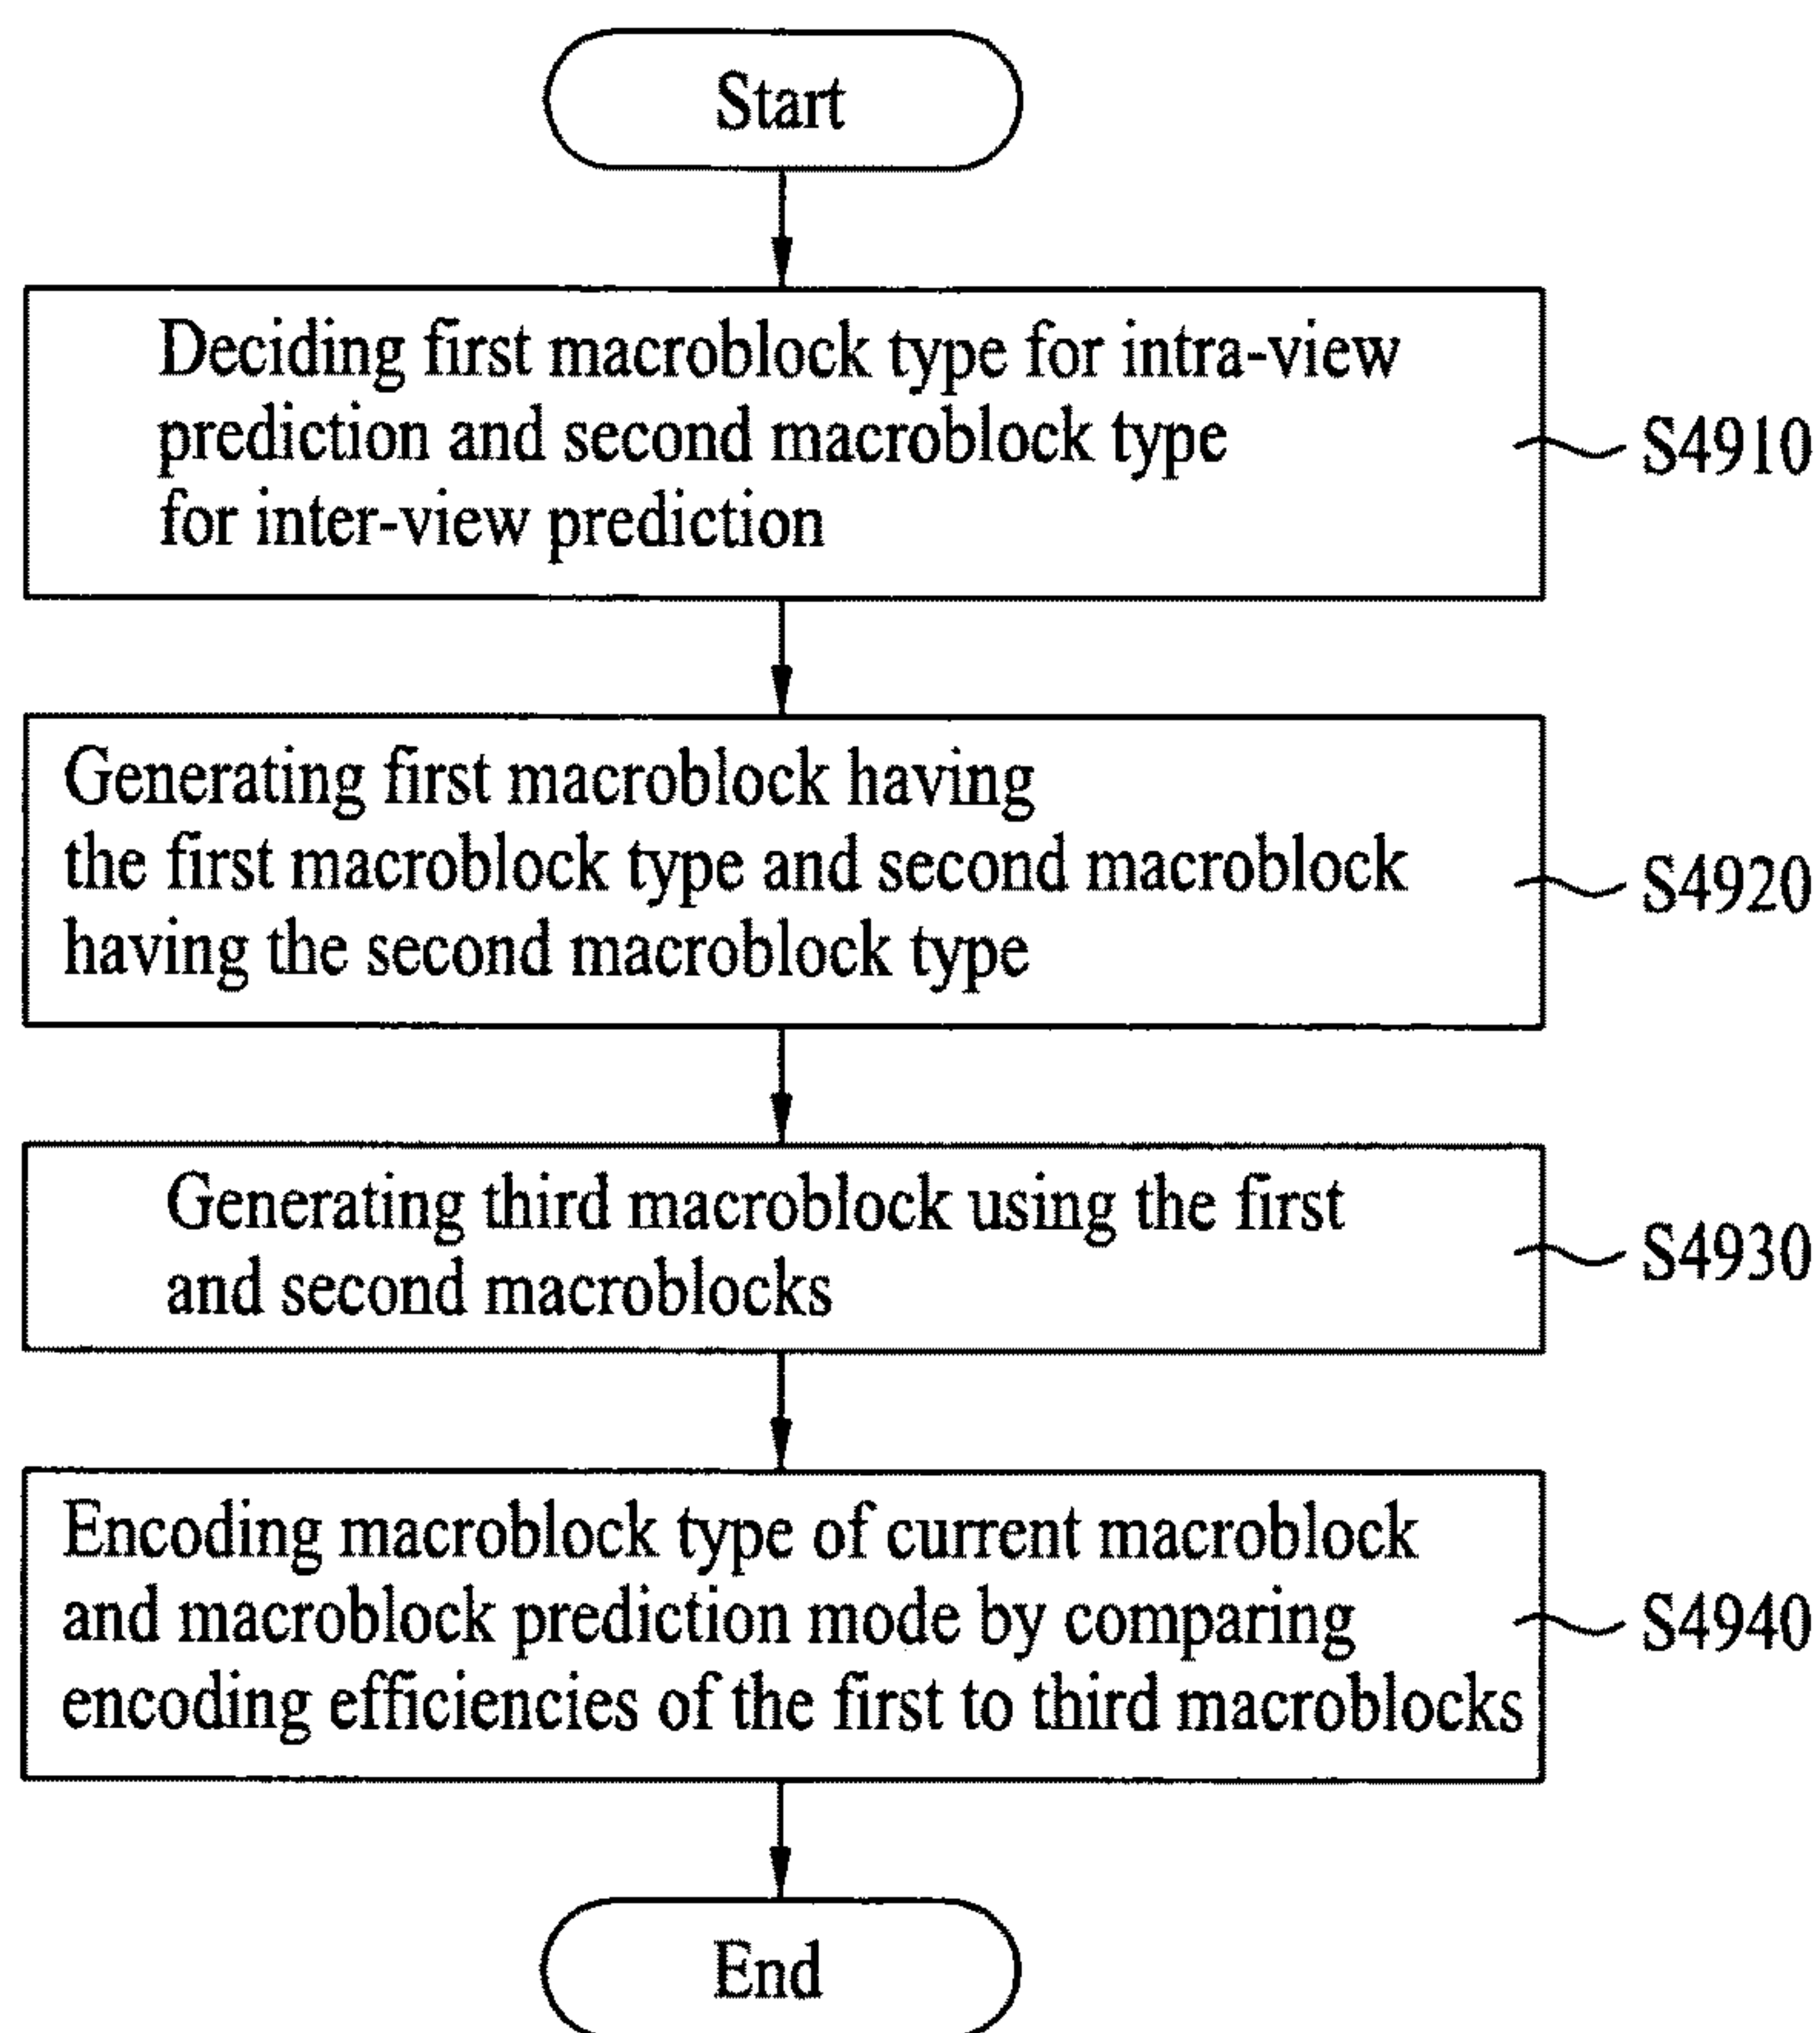 Start
Deciding first macroblock type for intra-view
prediction and second macroblock type
for inter-view prediction
S4910
Generating first macroblock having
the first macroblock type and second macroblock
having the second macroblock type
S4920
Generating third macroblock using the first
and second macroblocks
S4930
Encoding macroblock type of current macroblock
and macroblock prediction mode by comparing
encoding efficiencies of the first to third macroblocks
S4940
End